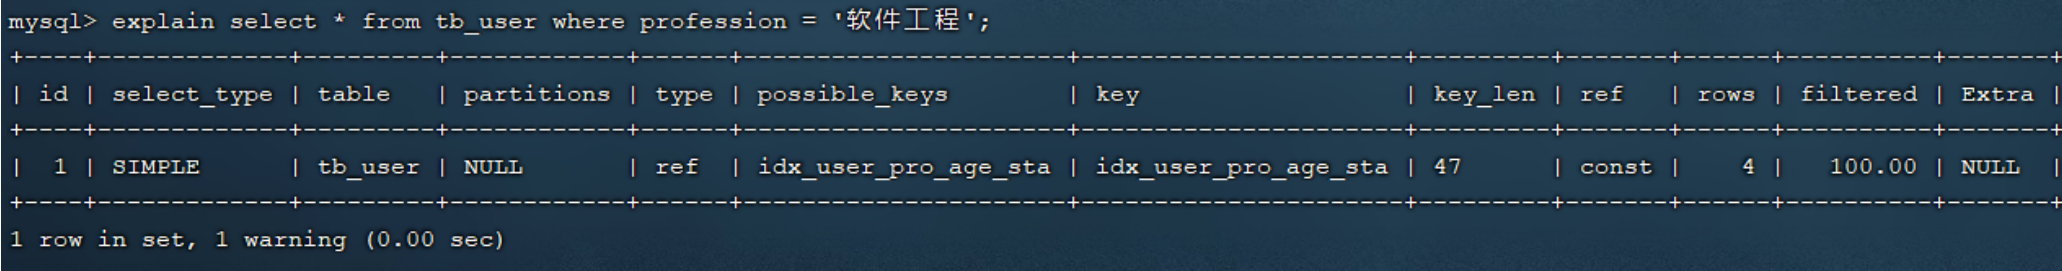 mysql> explain select * from tb_user where profession = '软件工程';
+----+-------------+---------+------------+------+----------------------+----------------------+---------+-------+------+----------+-------+
| id | select_type | table   | partitions | type | possible_keys        | key                  | key_len | ref   | rows | filtered | Extra |
+----+-------------+---------+------------+------+----------------------+----------------------+---------+-------+------+----------+-------+
|  1 | SIMPLE      | tb_user | NULL       | ref  | idx_user_pro_age_sta | idx_user_pro_age_sta | 47      | const |    4 |   100.00 | NULL  |
+----+-------------+---------+------------+------+----------------------+----------------------+---------+-------+------+----------+-------+
1 row in set, 1 warning (0.00 sec)